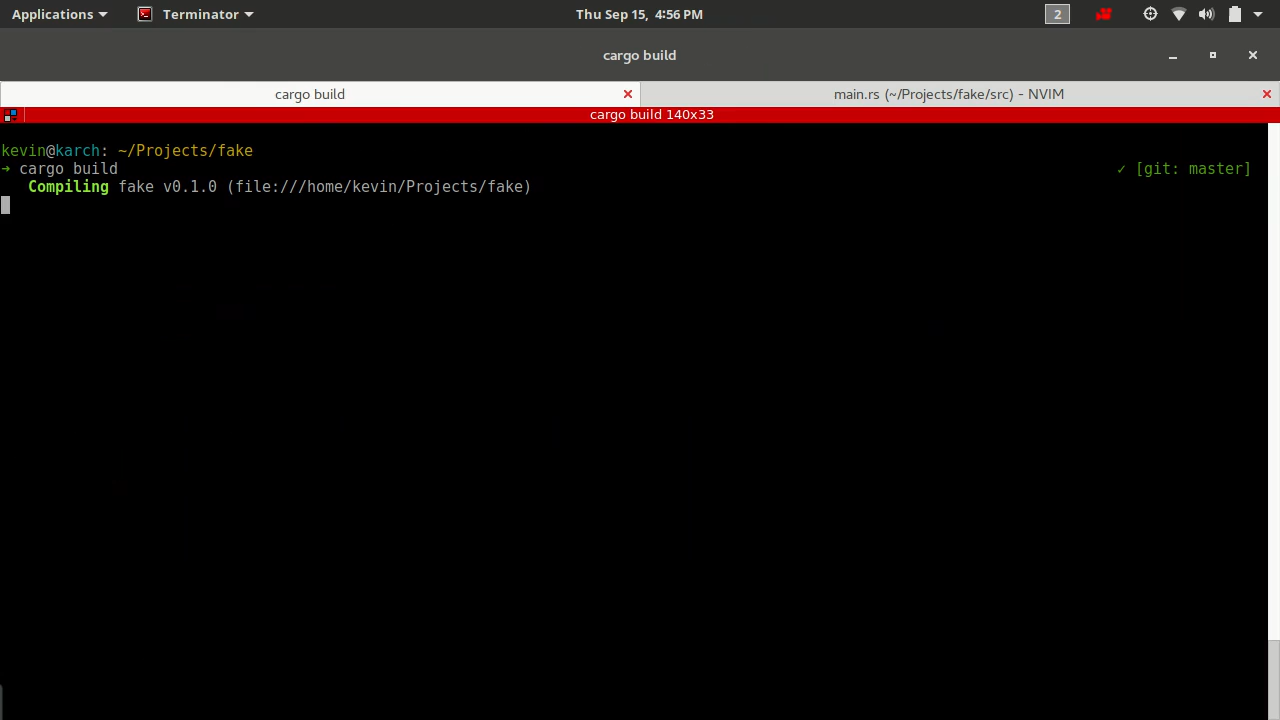 Applications Terminator Thu Sep 15, 4:56 PM 2
cargo build
cargo build main.rs (~/Projects/fake/src) - NVIM
cargo build 140x33
kevin@karch: ~/Projects/fake
➜ cargo build ✓ [git: master]
Compiling fake v0.1.0 (file:///home/kevin/Projects/fake)